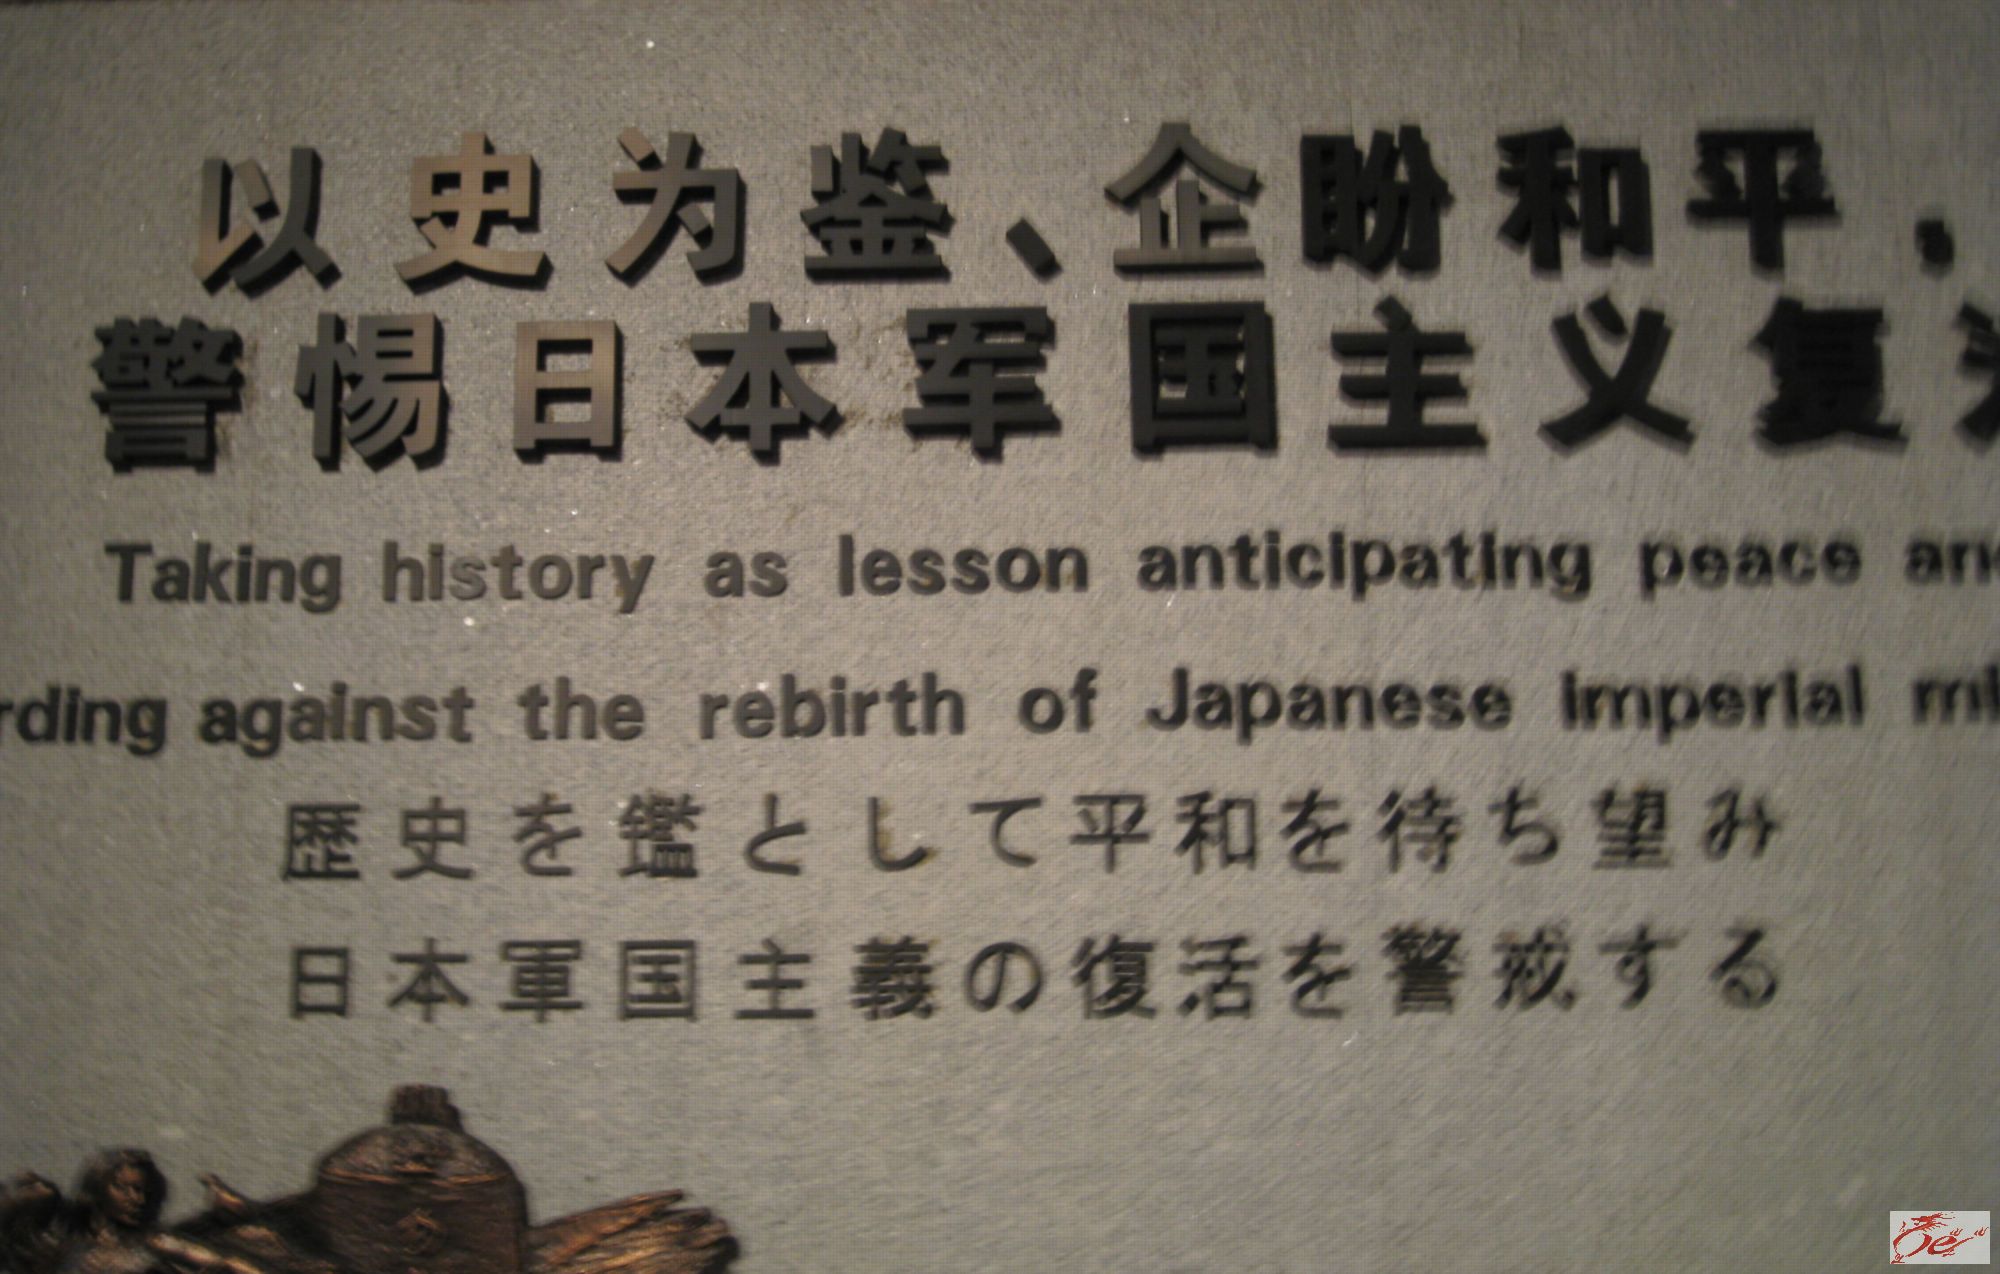 以史为鉴、企盼和平，
警惕日本军国主义复
Taking history as lesson anticipating peace
against the rebirth of Japanese imperial
歴史を鑑として平和を待ち望み
日本軍国主義の復活を警戒する